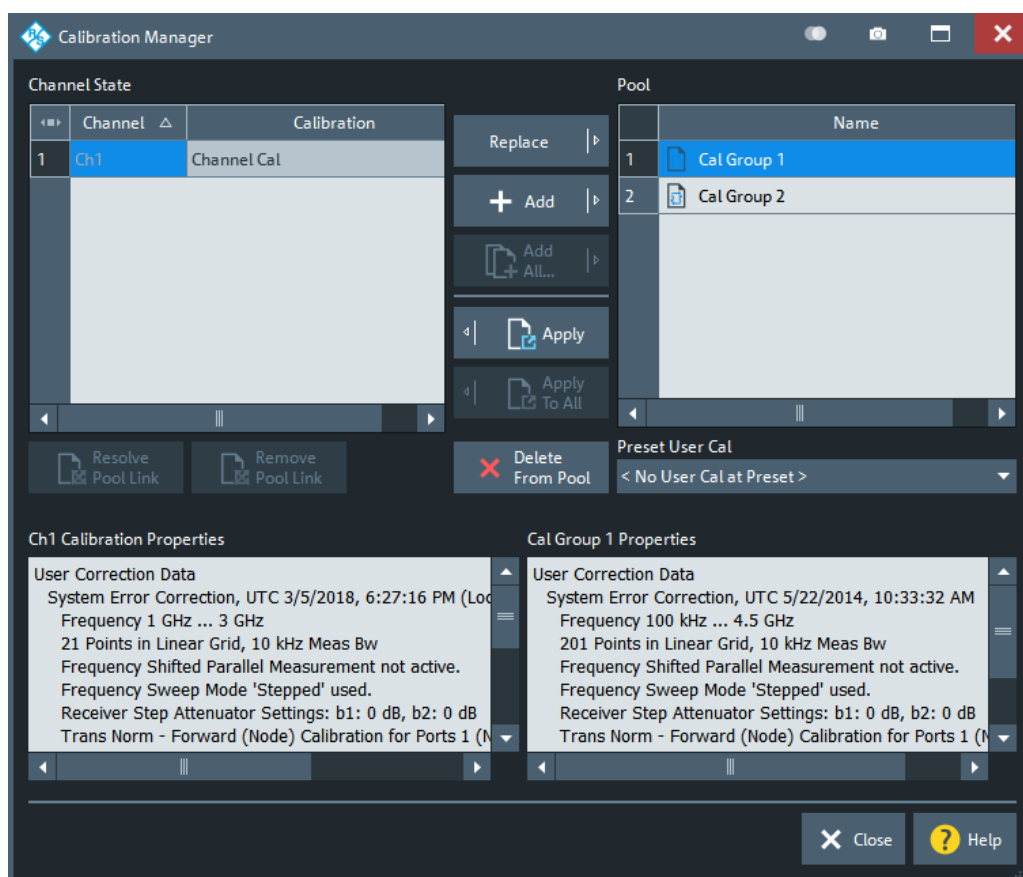 Calibration Manager
Channel State
Channel
Calibration
1
Ch1
Channel Cal
Replace
Add
Add
All...
Apply
Apply
To All
Pool
Name
1
Cal Group 1
2
Cal Group 2
Resolve
Pool Link
Remove
Pool Link
Delete
From Pool
Preset User Cal
< No User Cal at Preset >
Ch1 Calibration Properties
User Correction Data
System Error Correction, UTC 3/5/2018, 6:27:16 PM (Loc
Frequency 1 GHz ... 3 GHz
21 Points in Linear Grid, 10 kHz Meas Bw
Frequency Shifted Parallel Measurement not active.
Frequency Sweep Mode 'Stepped' used.
Receiver Step Attenuator Settings: b1: 0 dB, b2: 0 dB
Trans Norm - Forward (Node) Calibration for Ports 1 (N
Cal Group 1 Properties
User Correction Data
System Error Correction, UTC 5/22/2014, 10:33:32 AM
Frequency 100 kHz ... 4.5 GHz
201 Points in Linear Grid, 10 kHz Meas Bw
Frequency Shifted Parallel Measurement not active.
Frequency Sweep Mode 'Stepped' used.
Receiver Step Attenuator Settings: b1: 0 dB, b2: 0 dB
Trans Norm - Forward (Node) Calibration for Ports 1 (N
Close
? Help